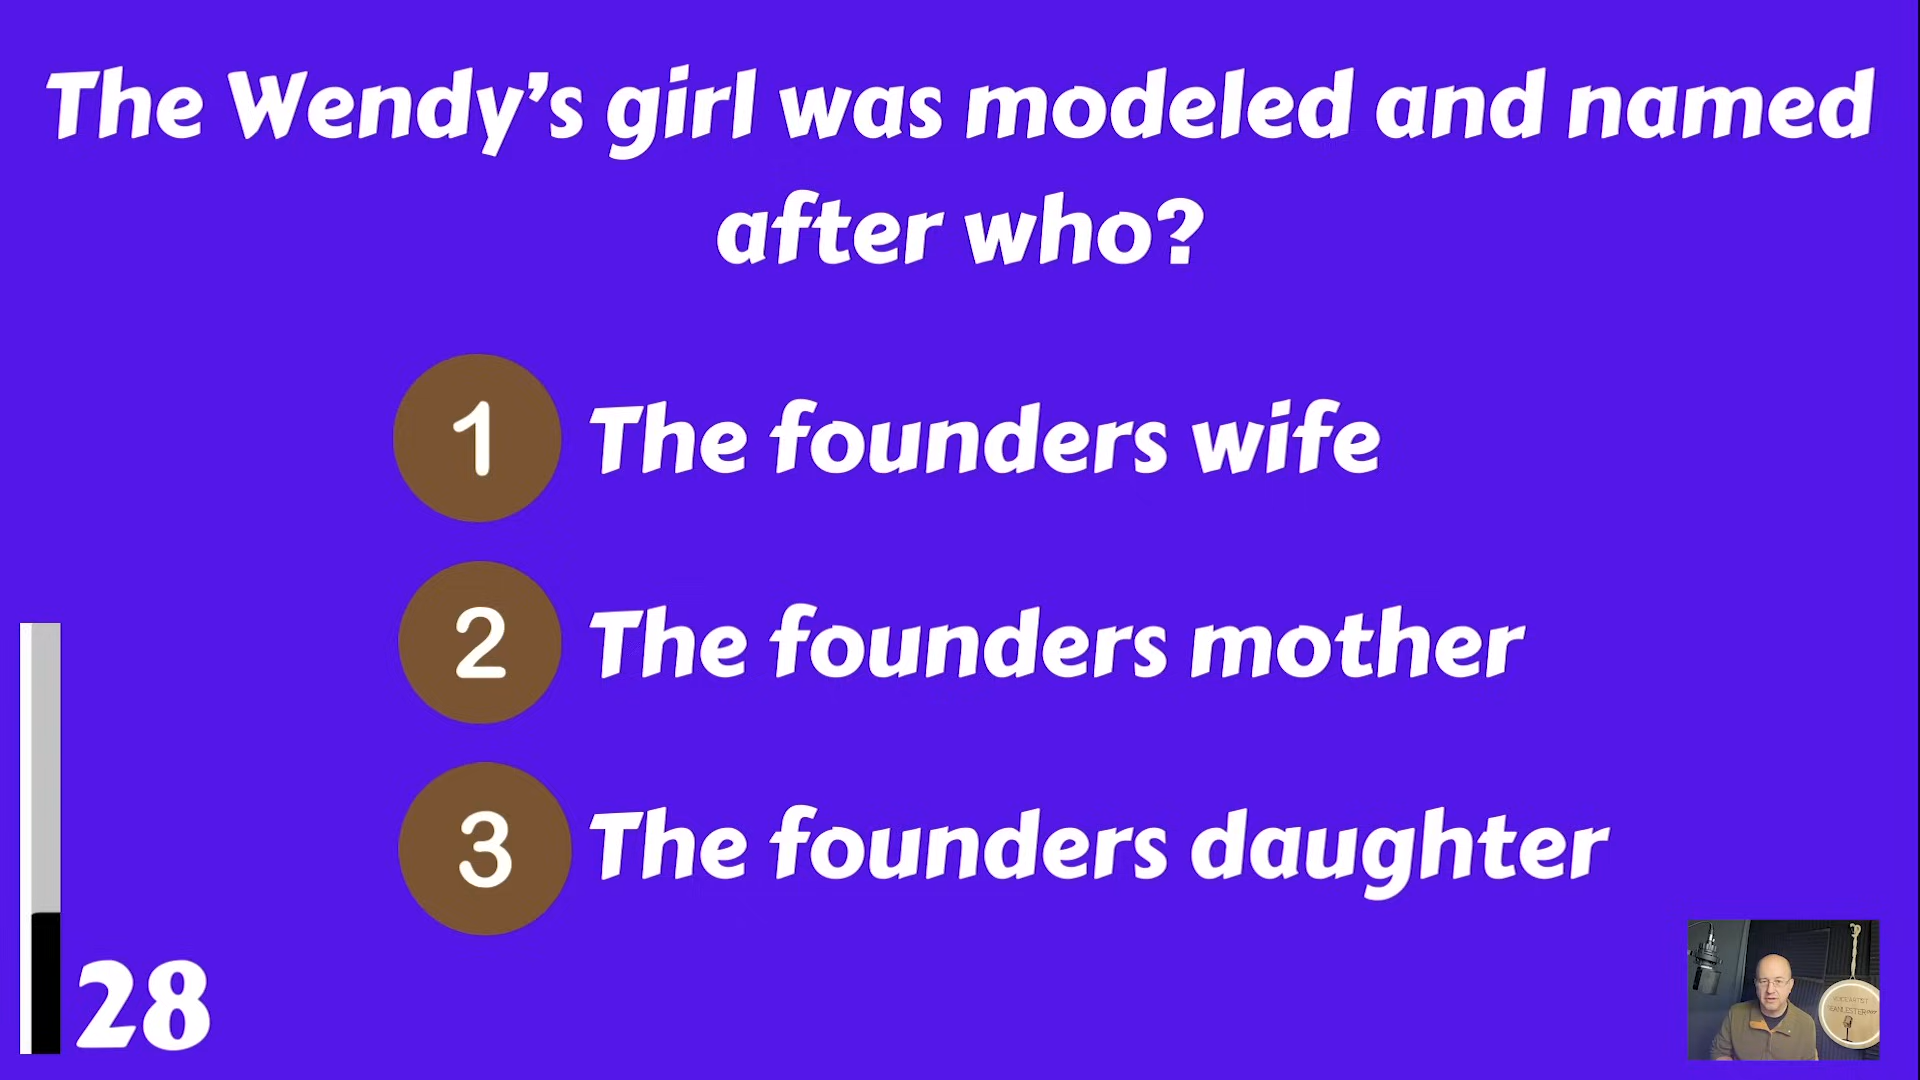 The Wendy’s girl was modeled and named
after who?
1 The founders wife
2 The founders mother
3 The founders daughter
28